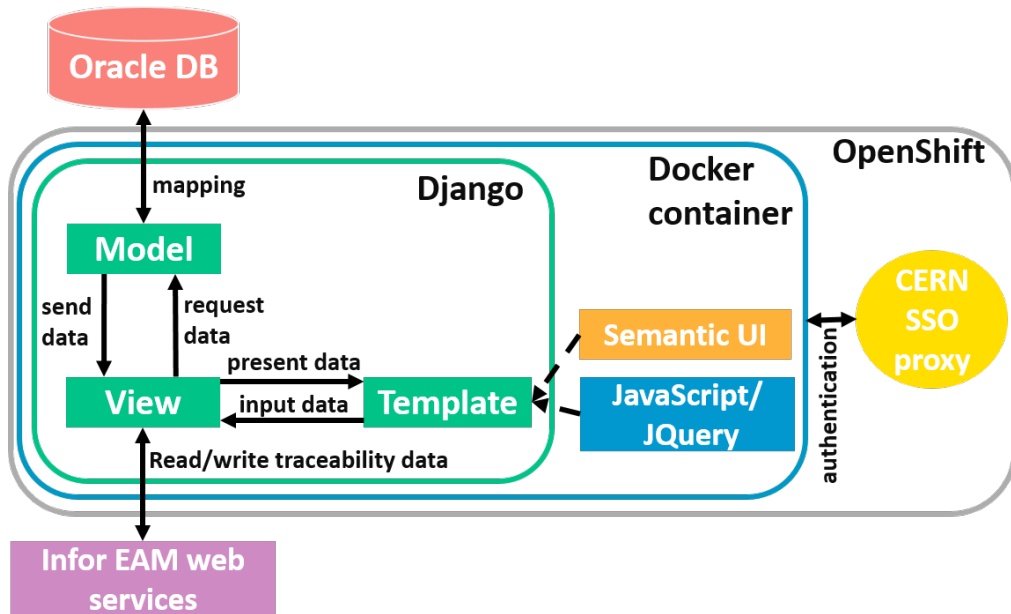 Oracle DB
OpenShift
Docker
container
Django
mapping
Model
send
data
request
data
CERN
SSO
proxy
Semantic UI
present data
authentication
View
input data
Template
JavaScript/
JQuery
Read/write traceability data
Infor EAM web
services